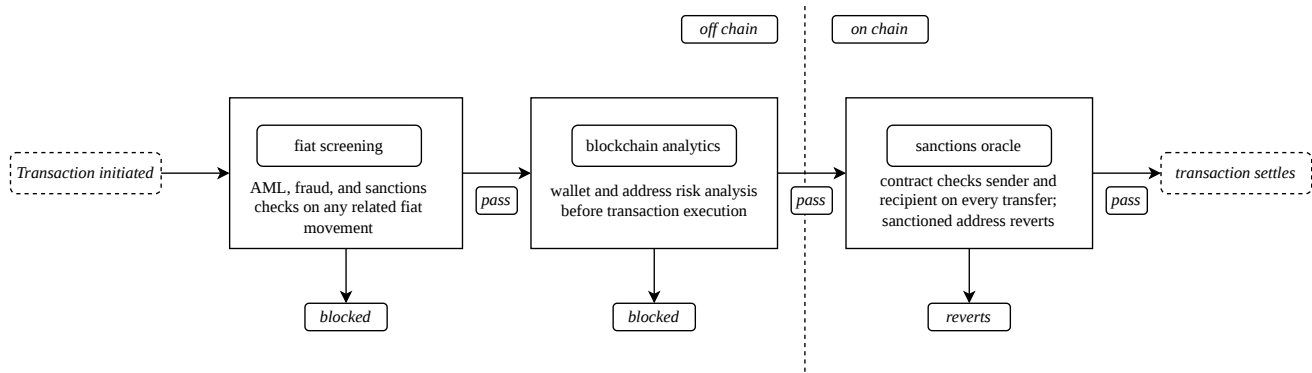 off chain
on chain
Transaction initiated
fiat screening
AML, fraud, and sanctions
checks on any related fiat
movement
pass
blocked
blockchain analytics
wallet and address risk analysis
before transaction execution
pass
blocked
sanctions oracle
contract checks sender and
recipient on every transfer;
sanctioned address reverts
pass
reverts
transaction settles